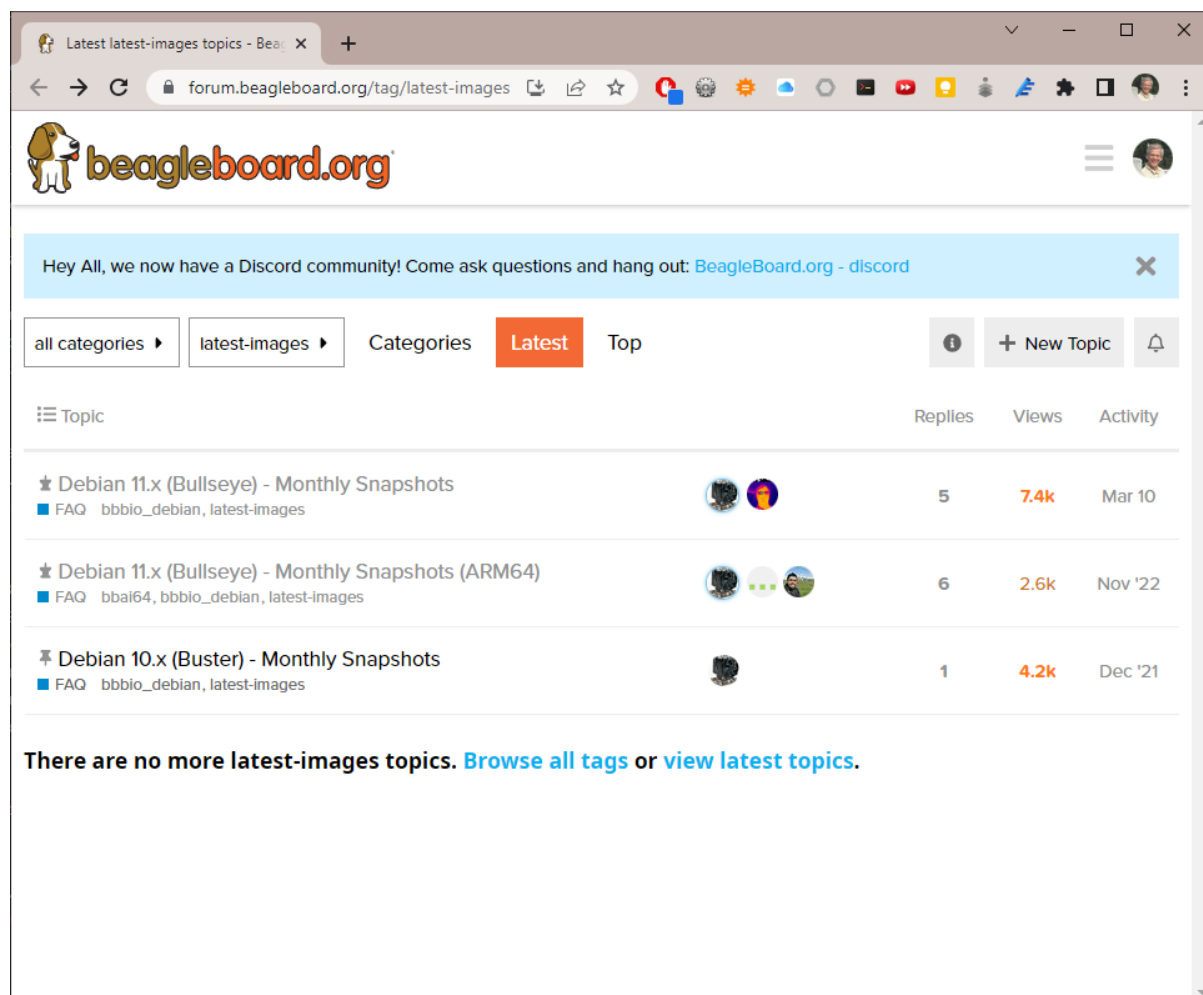 Latest latest-images topics - Beag
forum.beagleboard.org/tag/latest-images
beagleboard.org
Hey All, we now have a Discord community! Come ask questions and hang out: BeagleBoard.org - discord
all categories latest-images Categories Latest Top + New Topic
Topic Replies Views Activity
Debian 11.x (Bullseye) - Monthly Snapshots 5 7.4k Mar 10
FAQ bbbio_debian, latest-images
Debian 11.x (Bullseye) - Monthly Snapshots (ARM64) 6 2.6k Nov '22
FAQ bbai64, bbbio_debian, latest-images
Debian 10.x (Buster) - Monthly Snapshots 1 4.2k Dec '21
FAQ bbbio_debian, latest-images
There are no more latest-images topics. Browse all tags or view latest topics.